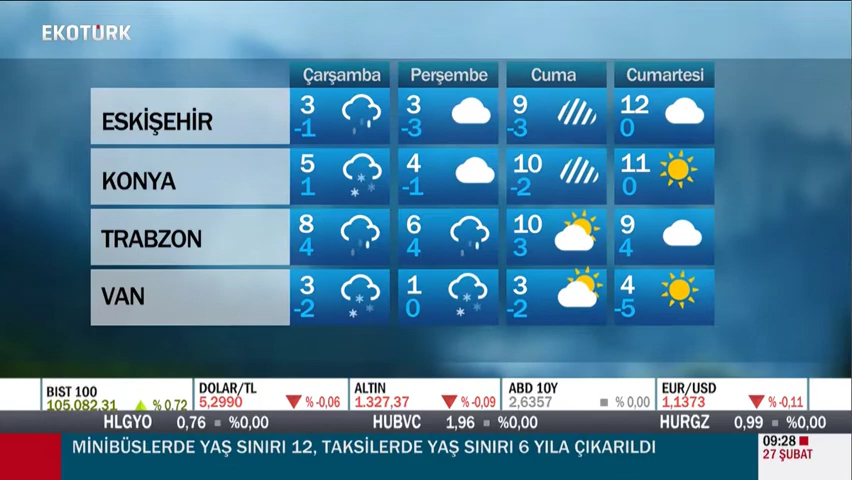 EKOTÜRK
Çarşamba Perşembe Cuma Cumartesi
ESKİŞEHİR 3 -1 3 -3 9 -3 12 0
KONYA 5 1 4 -1 10 -2 11 0
TRABZON 8 4 6 4 10 3 9 4
VAN 3 -2 1 0 3 -2 4 -5
BIST 100 DOLAR/TL ALTIN ABD 10Y EUR/USD
105.082,31 % 0,72 5,2990 % -0,06 1.327,37 % -0,09 2,6357 % 0,00 1,1373 % -0,11
HLGYO 0,76 %0,00 HUBVC 1,96 %0,00 HURGZ 0,99 %0,00
MİNİBÜSLERDE YAŞ SINIRI 12, TAKSİLERDE YAŞ SINIRI 6 YILA ÇIKARILDI
09:28
27 ŞUBAT